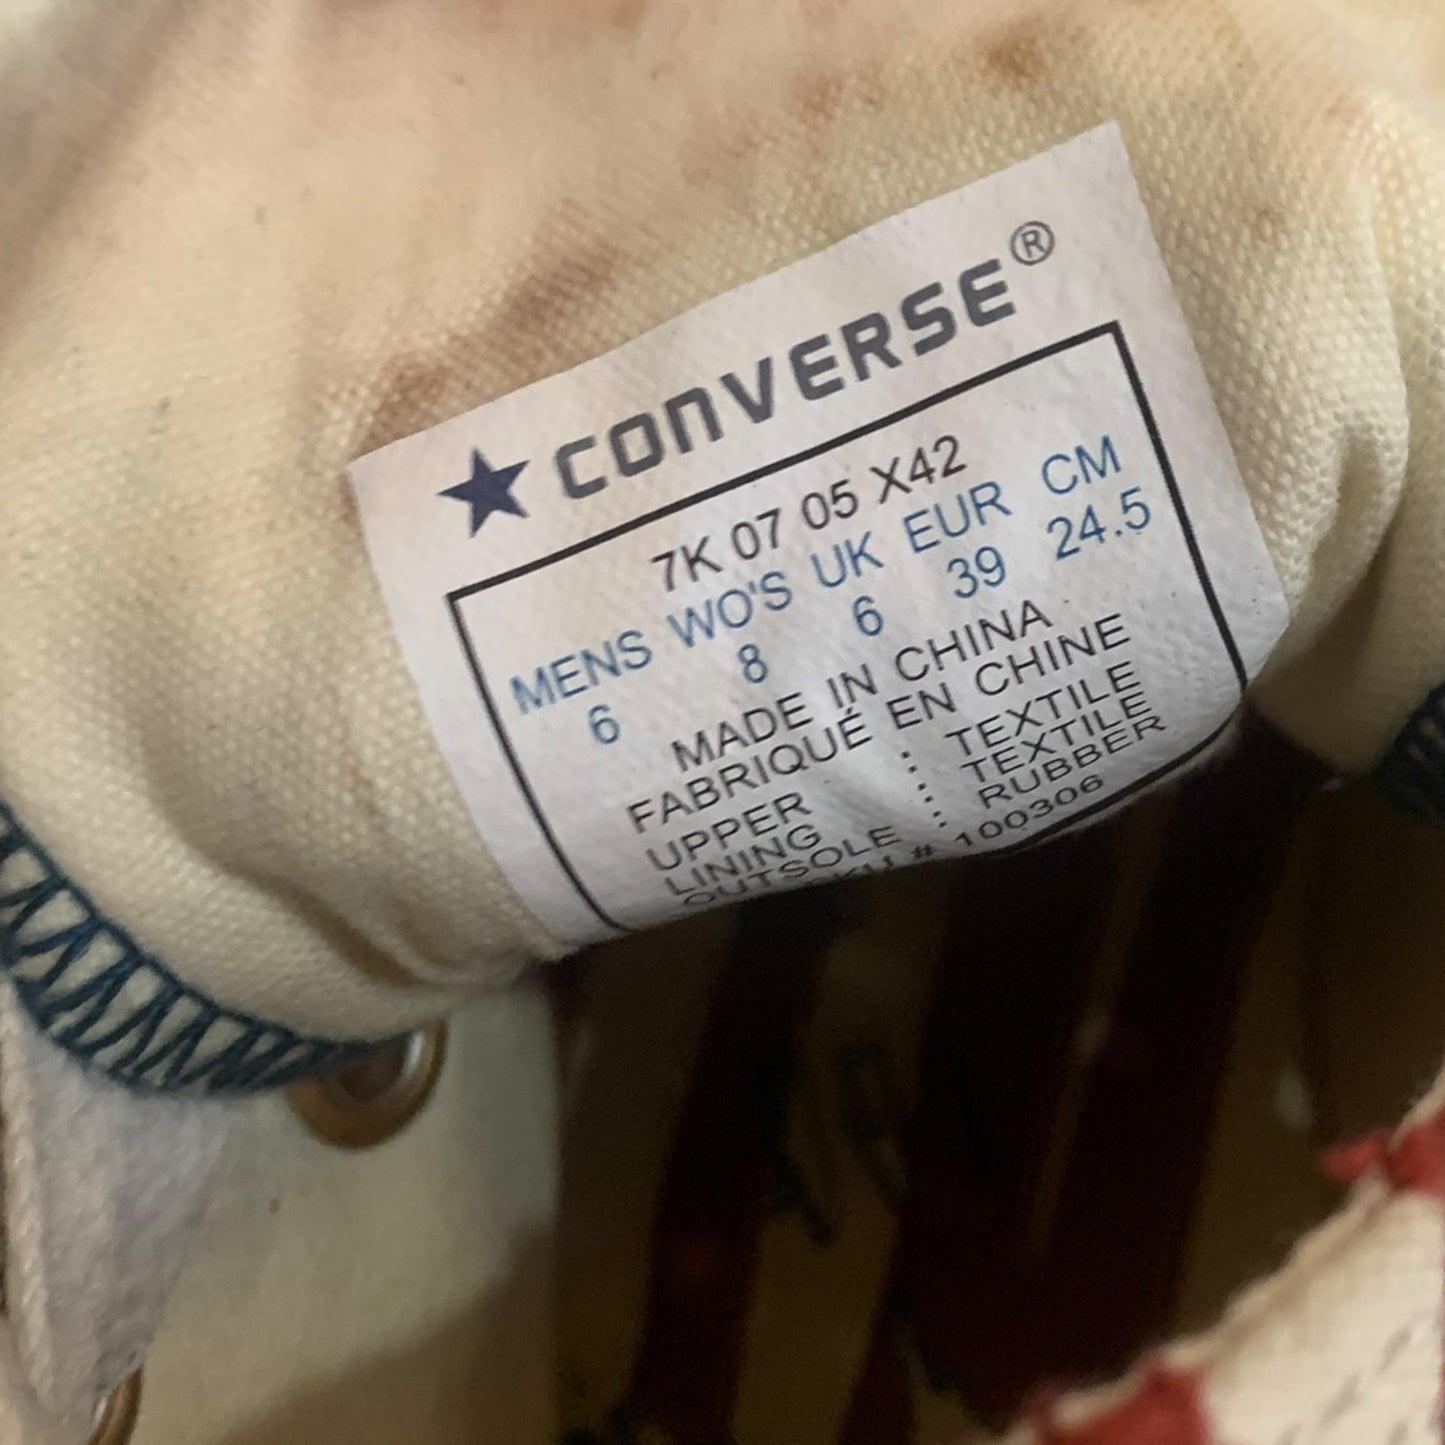 ★ CONVERSE®
7K 07 05 X42
MENS WO'S UK EUR CM
6 8 6 39 24.5
MADE IN CHINA
FABRIQUÉ EN CHINE
UPPER : TEXTILE
LINING : TEXTILE
OUTSOLE : RUBBER
# 100306